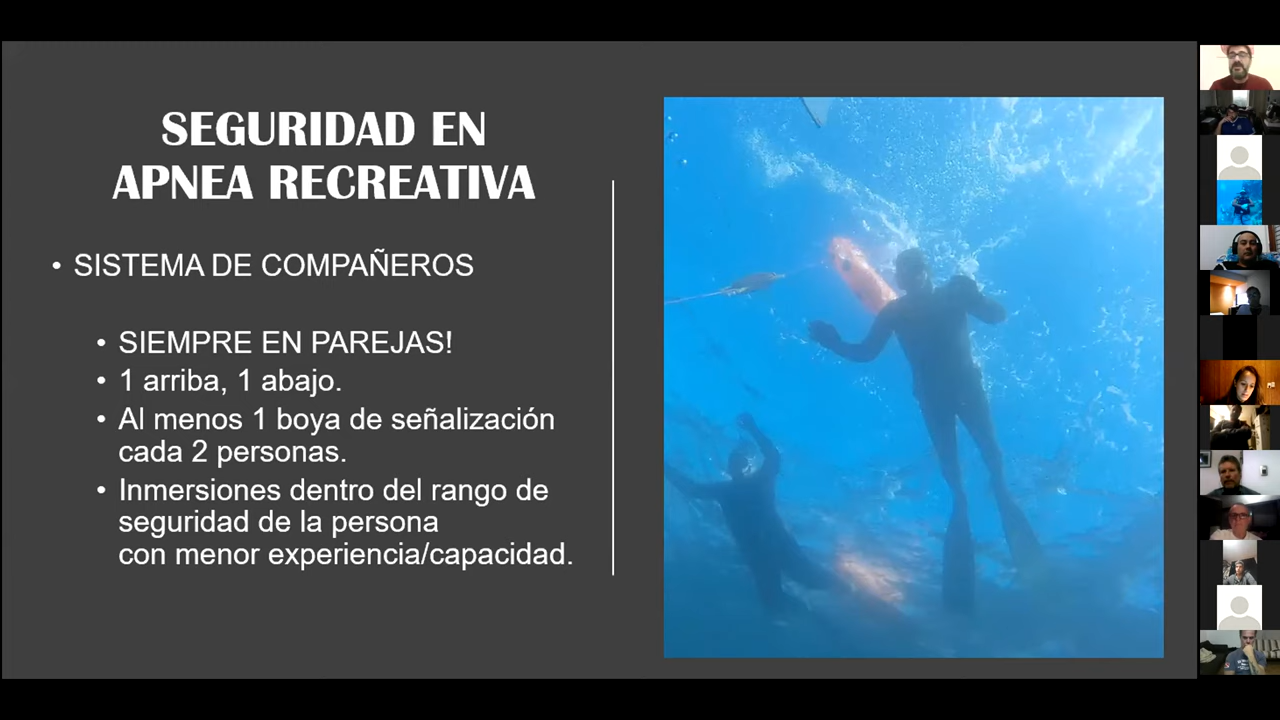 SEGURIDAD EN
APNEA RECREATIVA
• SISTEMA DE COMPAÑEROS
• SIEMPRE EN PAREJAS!
• 1 arriba, 1 abajo.
• Al menos 1 boya de señalización
cada 2 personas.
• Inmersiones dentro del rango de
seguridad de la persona
con menor experiencia/capacidad.